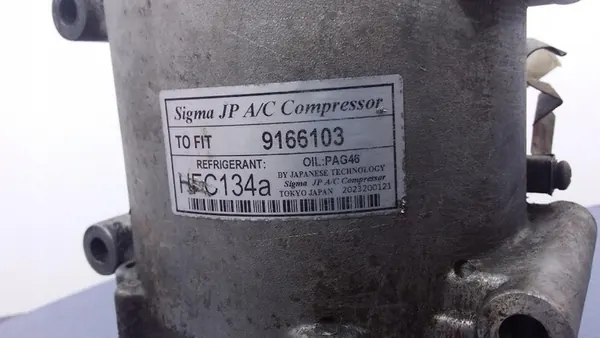 Sigma JP A/C Compressor
TO FIT 9166103
REFRIGERANT: OIL:PAG46
HFC134a BY JAPANESE TECHNOLOGY
Sigma JP A/C Compressor
TOKYO JAPAN 2023200121